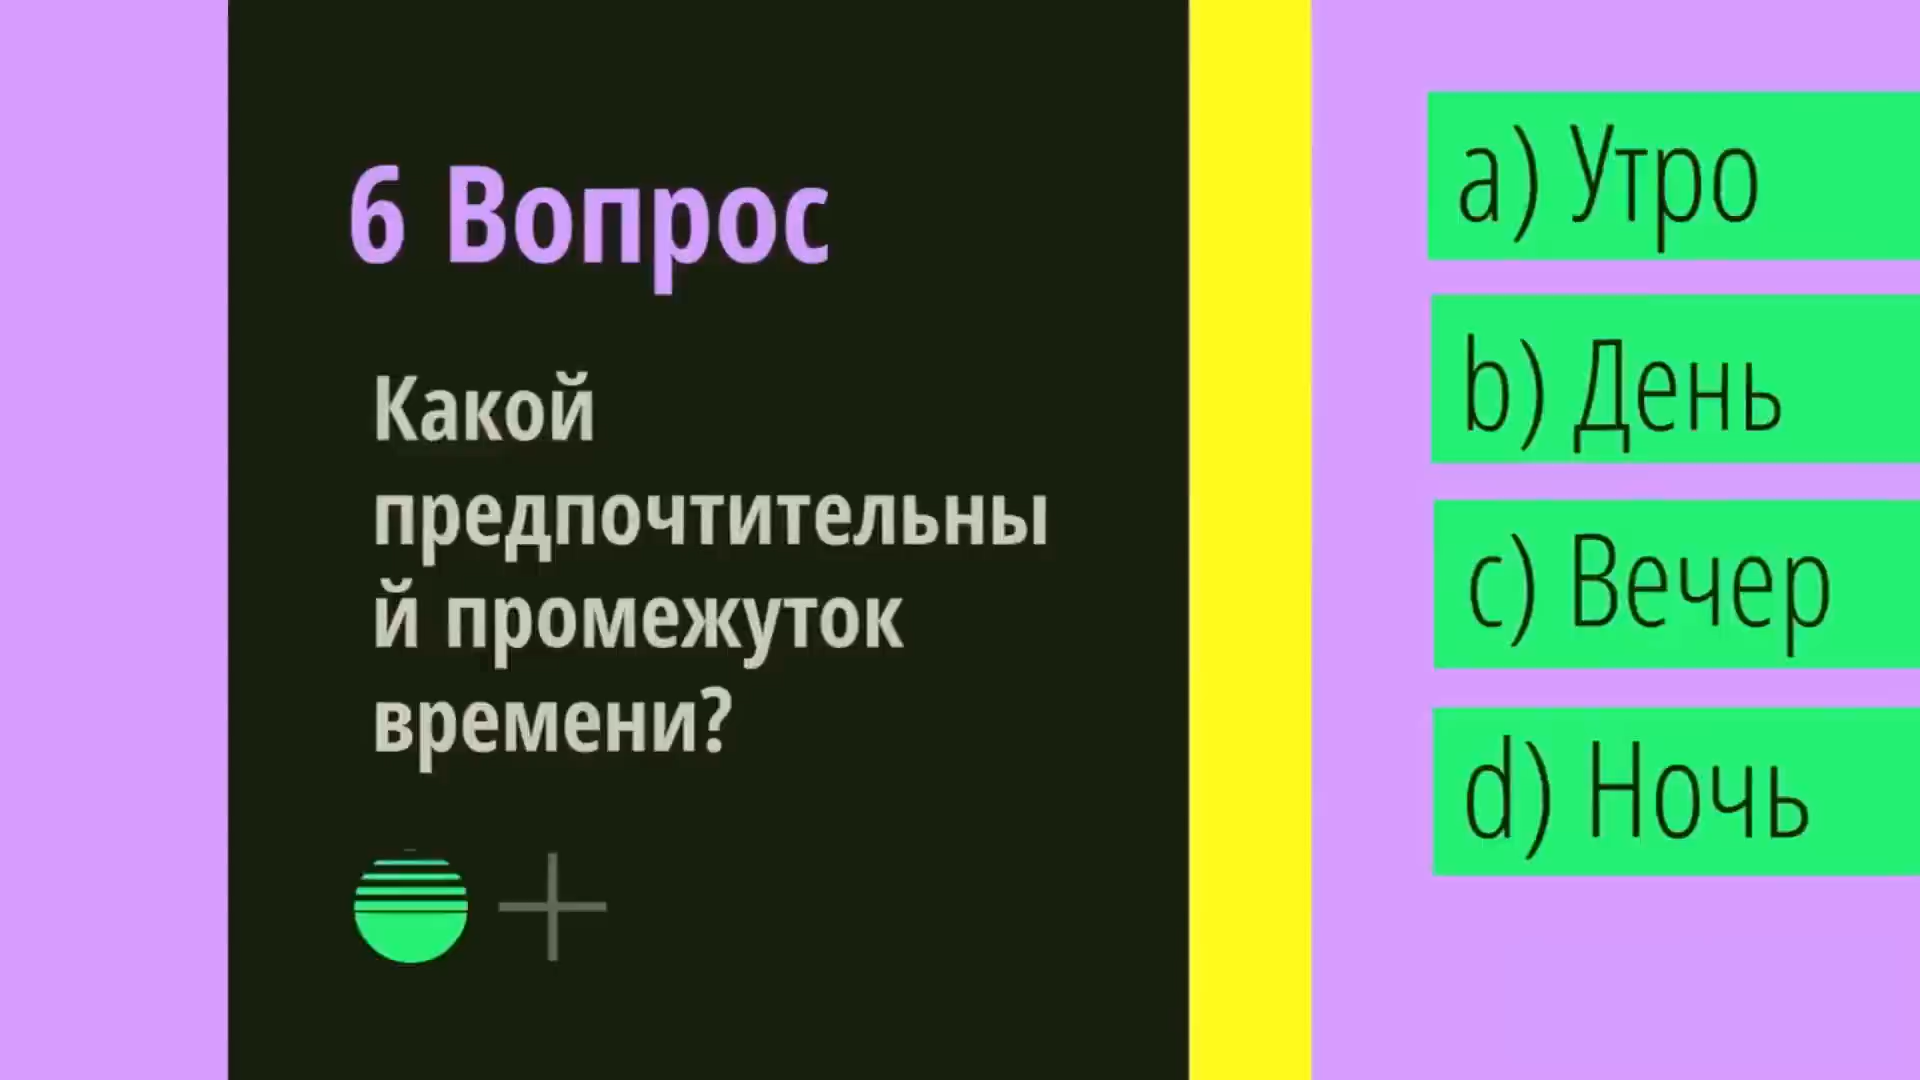 6 Вопрос
Какой
предпочтительны
й промежуток
времени?
a) Утро
b) День
c) Вечер
d) Ночь